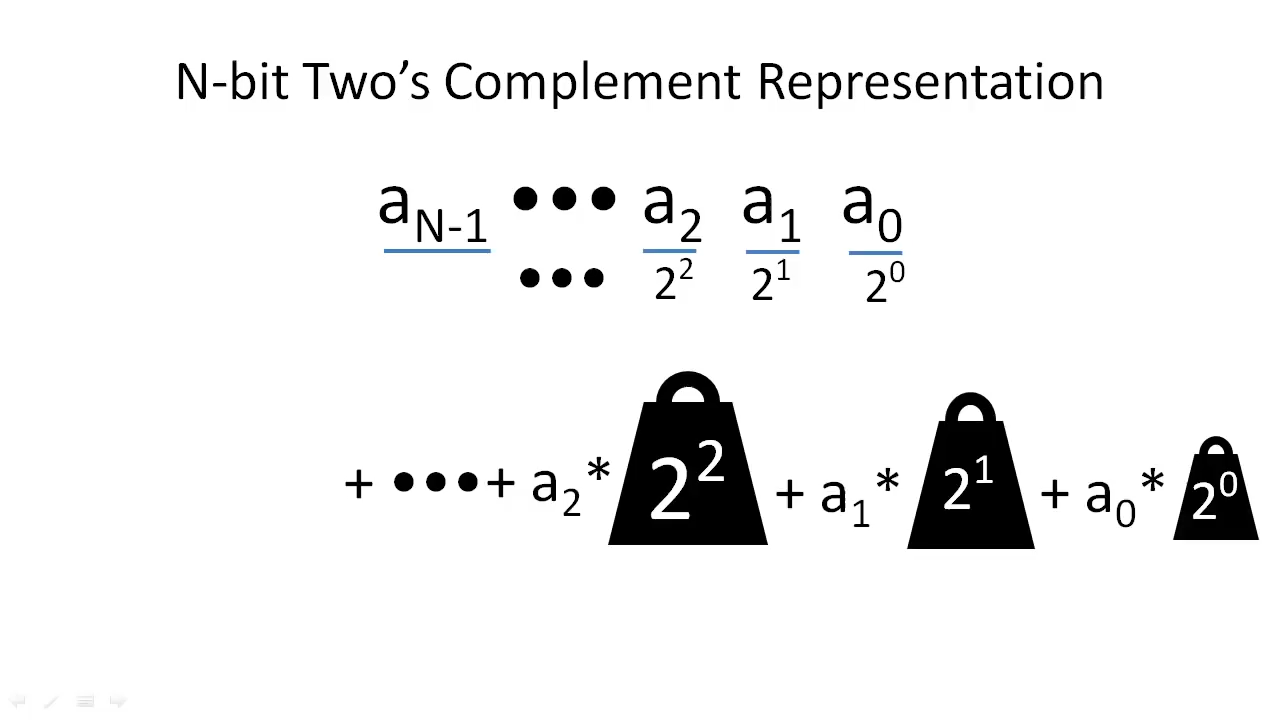 N-bit Two’s Complement Representation
a_{N-1} ••• a_2 a_1 a_0
••• 2^2 2^1 2^0
+ •••+ a_2* 2^2 + a_1* 2^1 + a_0* 2^0